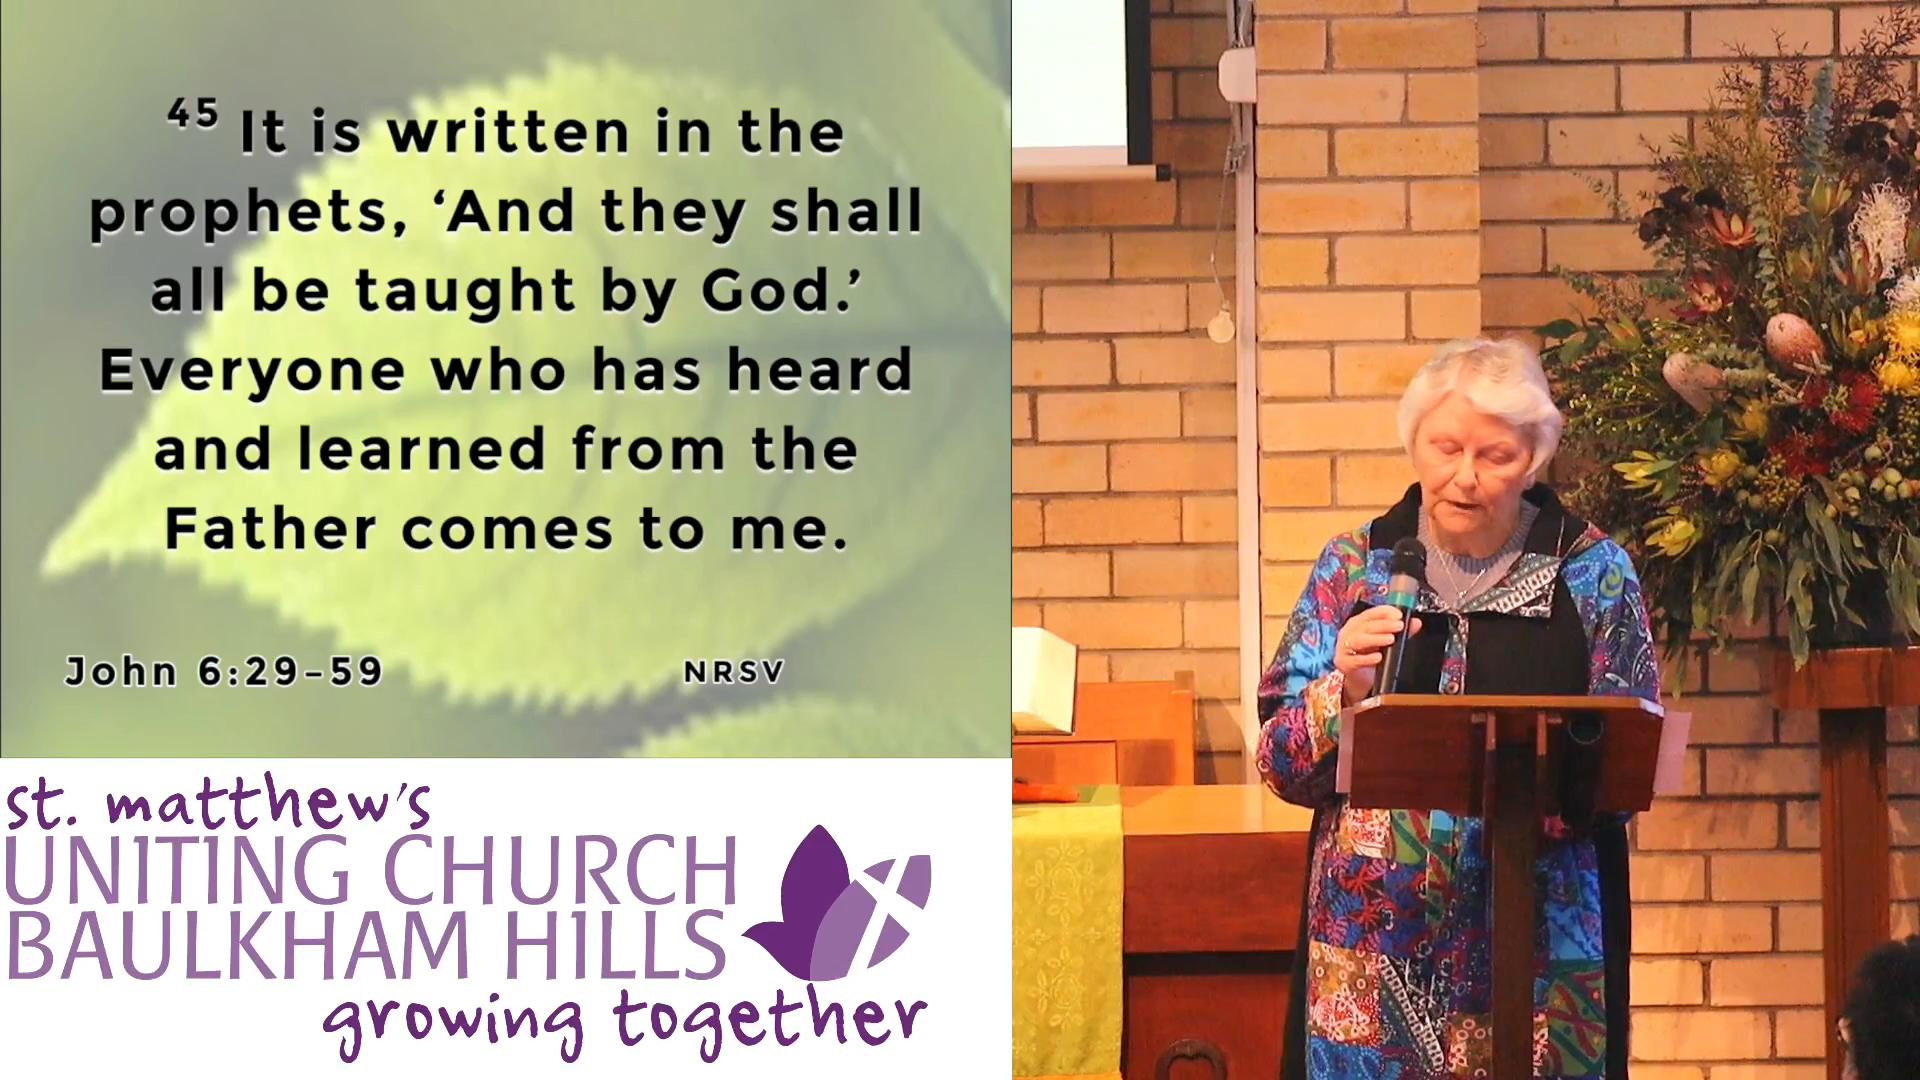 45 It is written in the
prophets, ‘And they shall
all be taught by God.’
Everyone who has heard
and learned from the
Father comes to me.
John 6:29-59 NRSV
st. matthew's
UNITING CHURCH
BAULKHAM HILLS
growing together